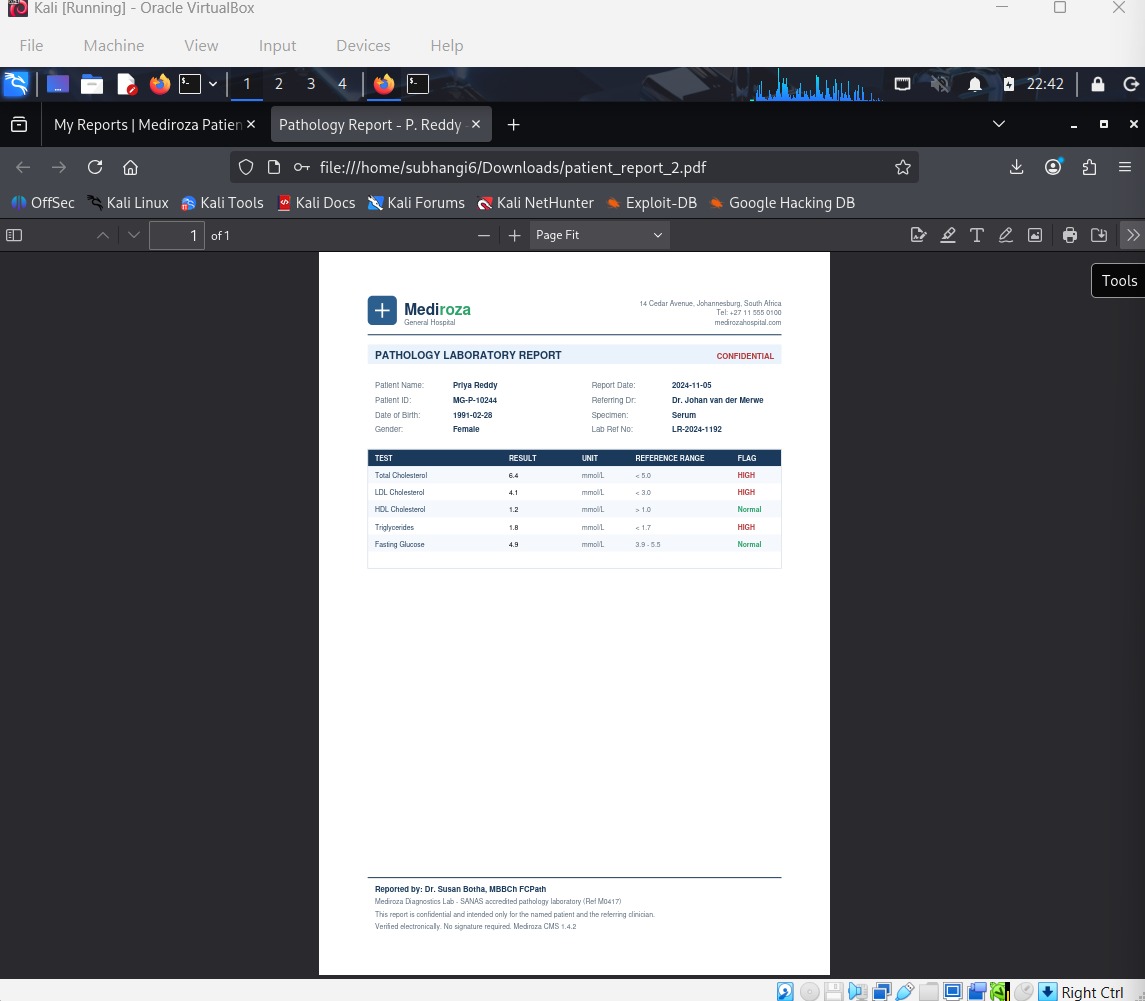 Kali [Running] - Oracle VirtualBox
File Machine View Input Devices Help
1 2 3 4 22:42
My Reports | Mediroza Patien Pathology Report - P. Reddy -
file:///home/subhangi6/Downloads/patient_report_2.pdf
OffSec Kali Linux Kali Tools Kali Docs Kali Forums Kali NetHunter Exploit-DB Google Hacking DB
1 of 1 Page Fit
Tools
Mediroza
General Hospital
14 Cedar Avenue, Johannesburg, South Africa
Tel: +27 11 555 0100
medirozahospital.com
PATHOLOGY LABORATORY REPORT CONFIDENTIAL
Patient Name: Priya Reddy Report Date: 2024-11-05
Patient ID: MG-P-10244 Referring Dr: Dr. Johan van der Merwe
Date of Birth: 1991-02-28 Specimen: Serum
Gender: Female Lab Ref No: LR-2024-1192
TEST RESULT UNIT REFERENCE RANGE FLAG
Total Cholesterol 6.4 mmol/L < 5.0 HIGH
LDL Cholesterol 4.1 mmol/L < 3.0 HIGH
HDL Cholesterol 1.2 mmol/L > 1.0 Normal
Triglycerides 1.8 mmol/L < 1.7 HIGH
Fasting Glucose 4.9 mmol/L 3.9 - 5.5 Normal
Reported by: Dr. Susan Botha, MBBCh FCPath
Mediroza Diagnostics Lab - SANAS accredited pathology laboratory (Ref M0417)
This report is confidential and intended only for the named patient and the referring clinician.
Verified electronically. No signature required. Mediroza CMS 1.4.2
Right Ctrl